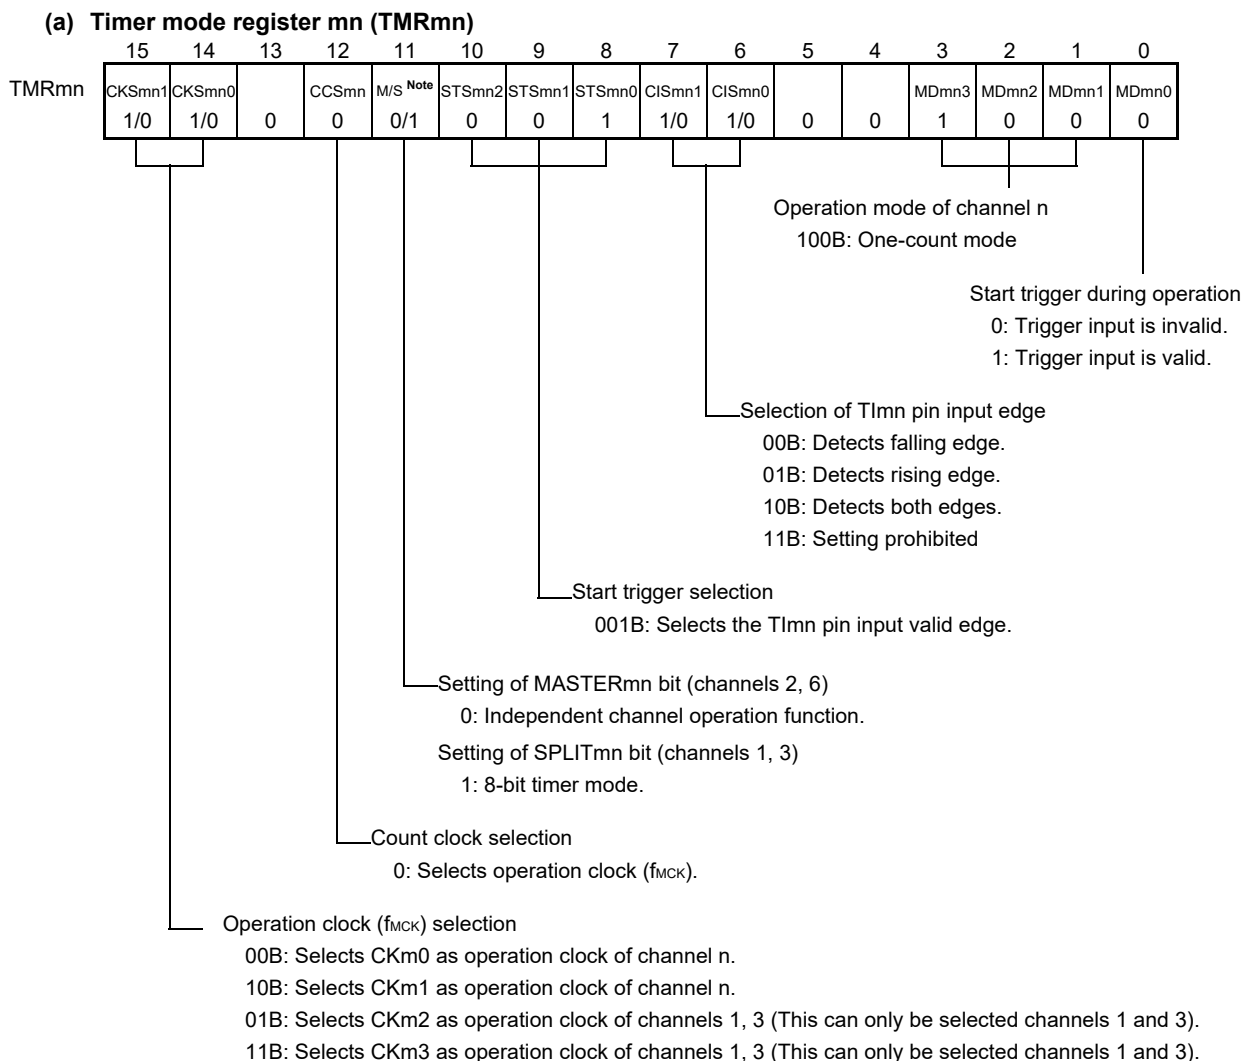 (a) Timer mode register mn (TMRmn)
15 14 13 12 11 10 9 8 7 6 5 4 3 2 1 0
TMRmn CKSmn1 CKSmn0 CCSmn M/S Note STSmn2 STSmn1 STSmn0 CISmn1 CISmn0 MDmn3 MDmn2 MDmn1 MDmn0
1/0 1/0 0 0 0/1 0 0 1 1/0 1/0 0 0 1 0 0 0
Operation mode of channel n
100B: One-count mode
Start trigger during operation
0: Trigger input is invalid.
1: Trigger input is valid.
Selection of TImn pin input edge
00B: Detects falling edge.
01B: Detects rising edge.
10B: Detects both edges.
11B: Setting prohibited
Start trigger selection
001B: Selects the TImn pin input valid edge.
Setting of MASTERmn bit (channels 2, 6)
0: Independent channel operation function.
Setting of SPLITmn bit (channels 1, 3)
1: 8-bit timer mode.
Count clock selection
0: Selects operation clock (fMCK).
Operation clock (fMCK) selection
00B: Selects CKm0 as operation clock of channel n.
10B: Selects CKm1 as operation clock of channel n.
01B: Selects CKm2 as operation clock of channels 1, 3 (This can only be selected channels 1 and 3).
11B: Selects CKm3 as operation clock of channels 1, 3 (This can only be selected channels 1 and 3).